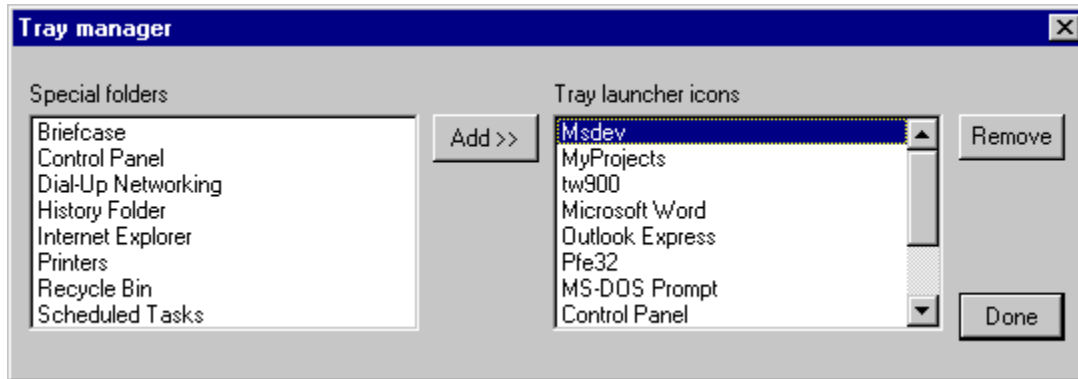 Tray manager
Special folders
Briefcase
Control Panel
Dial-Up Networking
History Folder
Internet Explorer
Printers
Recycle Bin
Scheduled Tasks
Add >>
Tray launcher icons
Msdev
MyProjects
tw900
Microsoft Word
Outlook Express
Pfe32
MS-DOS Prompt
Control Panel
Remove
Done